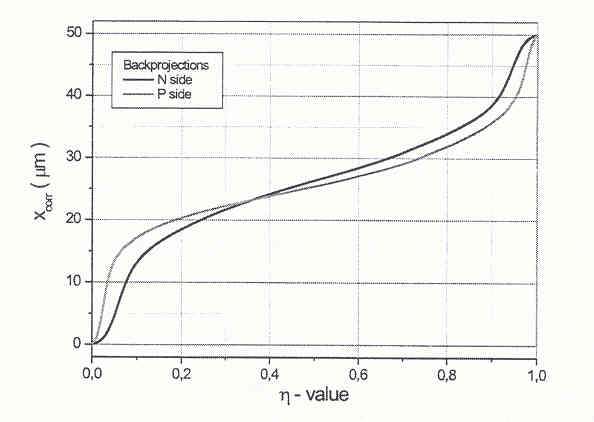 50
40
30
20
10
0
X corr ( μm )
Backprojections
N side
P side
0,0 0,2 0,4 0,6 0,8 1,0
η - value